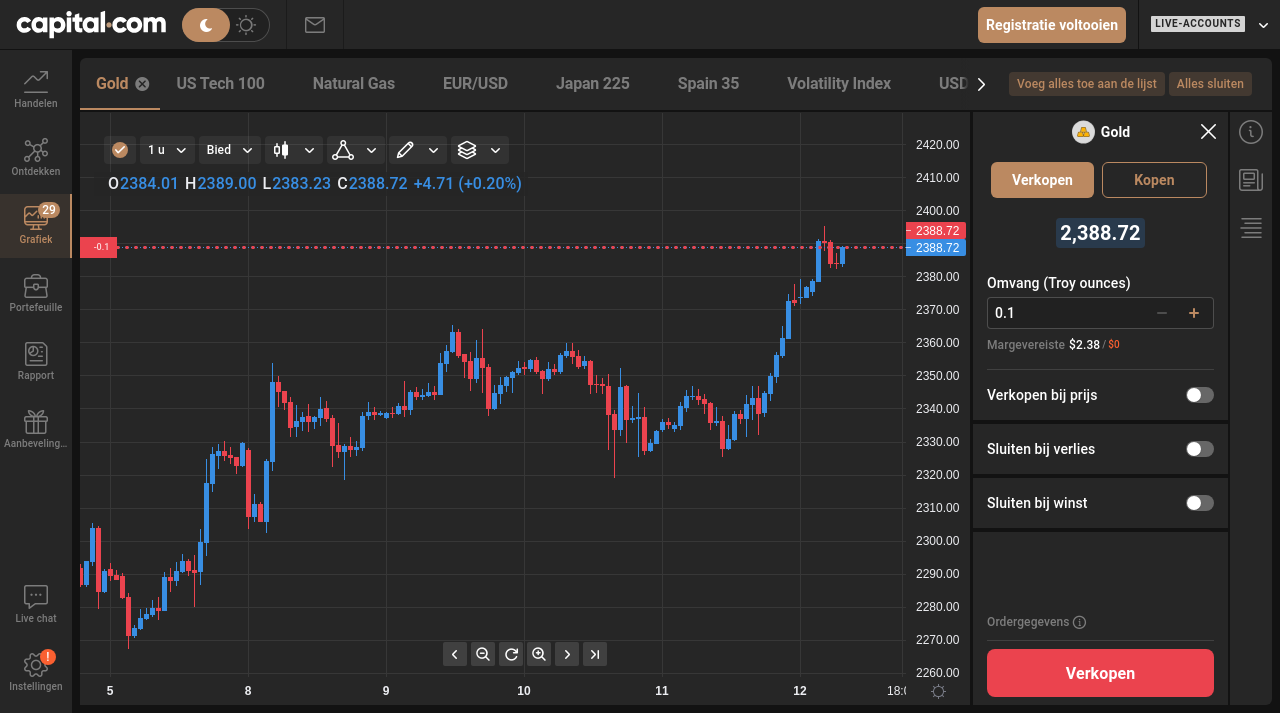 capital.com
Registratie voltooien
LIVE-ACCOUNTS
Gold
US Tech 100
Natural Gas
EUR/USD
Japan 225
Spain 35
Volatility Index
USD
Voeg alles toe aan de lijst
Alles sluiten
Handelen
Ontdekken
29
Grafiek
Portefeuille
Rapport
Aanbeveling...
Live chat
!
Instellingen
1 u
Bied
O2384.01 H2389.00 L2383.23 C2388.72 +4.71 (+0.20%)
-0.1
2420.00
2410.00
2400.00
2388.72
2388.72
2380.00
2370.00
2360.00
2350.00
2340.00
2330.00
2320.00
2310.00
2300.00
2290.00
2280.00
2270.00
2260.00
5
8
9
10
11
12
18:0
Gold
Verkopen
Kopen
2,388.72
Omvang (Troy ounces)
0.1
Margevereiste $2.38 / $0
Verkopen bij prijs
Sluiten bij verlies
Sluiten bij winst
Ordergegevens
Verkopen